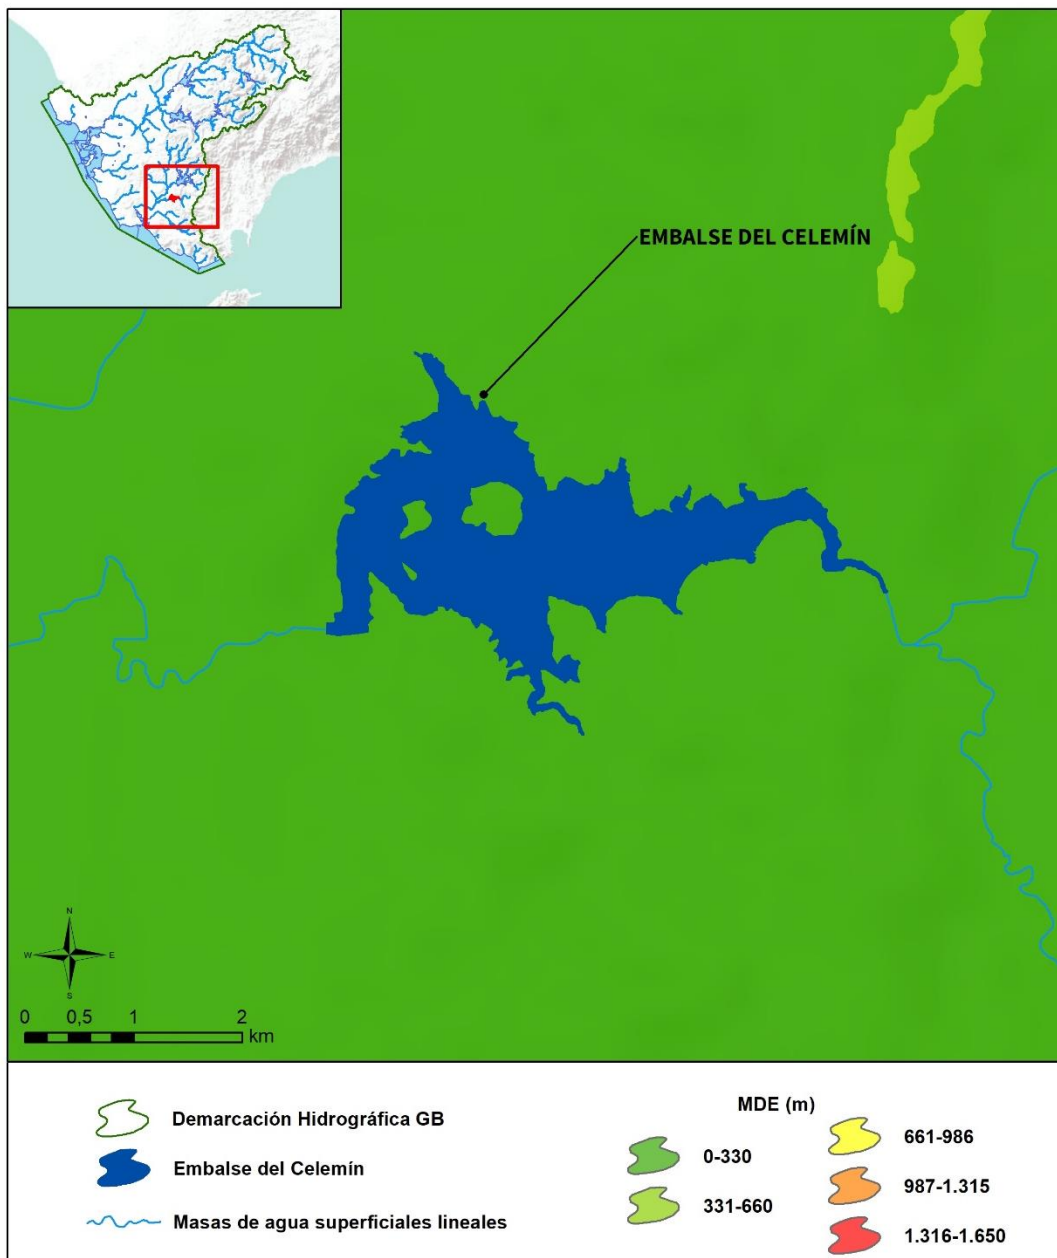 EMBALSE DEL CELEMÍN
N
W E
S
0 0,5 1 2
km
Demarcación Hidrográfica GB
Embalse del Celemín
Masas de agua superficiales lineales
MDE (m)
0-330
331-660
661-986
987-1.315
1.316-1.650